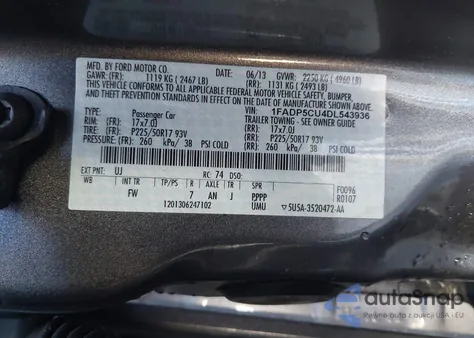 MFD. BY FORD MOTOR CO.
DATE: 06/13 GVWR: 2250 KG ( 4960 LB)
GAWR: (FR): 1119 KG ( 2467 LB) (RR): 1131 KG ( 2493 LB)
THIS VEHICLE CONFORMS TO ALL APPLICABLE FEDERAL MOTOR VEHICLE SAFETY, BUMPER,
AND THEFT PREVENTION STANDARDS IN EFFECT ON THE DATE OF MANUFACTURE SHOWN ABOVE.
VIN: 1FADP5CU4DL543936
TYPE: Passenger Car TRAILER TOWING - SEE OWNER GUIDE
RIM: (FR): 17x7.0J (RR): 17x7.0J
TIRE: (FR): P225/50R17 93V (RR): P225/50R17 93V
PRESSURE: (FR): 260 kPa/ 38 PSI COLD (RR): 260 kPa/ 38 PSI COLD
EXT PNT: UJ RC: 74 DSO:
WB INT TR TP/PS R AXLE TR SPR F0096
FW 7 AN J PPPP R0107
1201306247102 UMU 5U5A-3520472-AA
autoSnap
Pewne auto z USA i EU